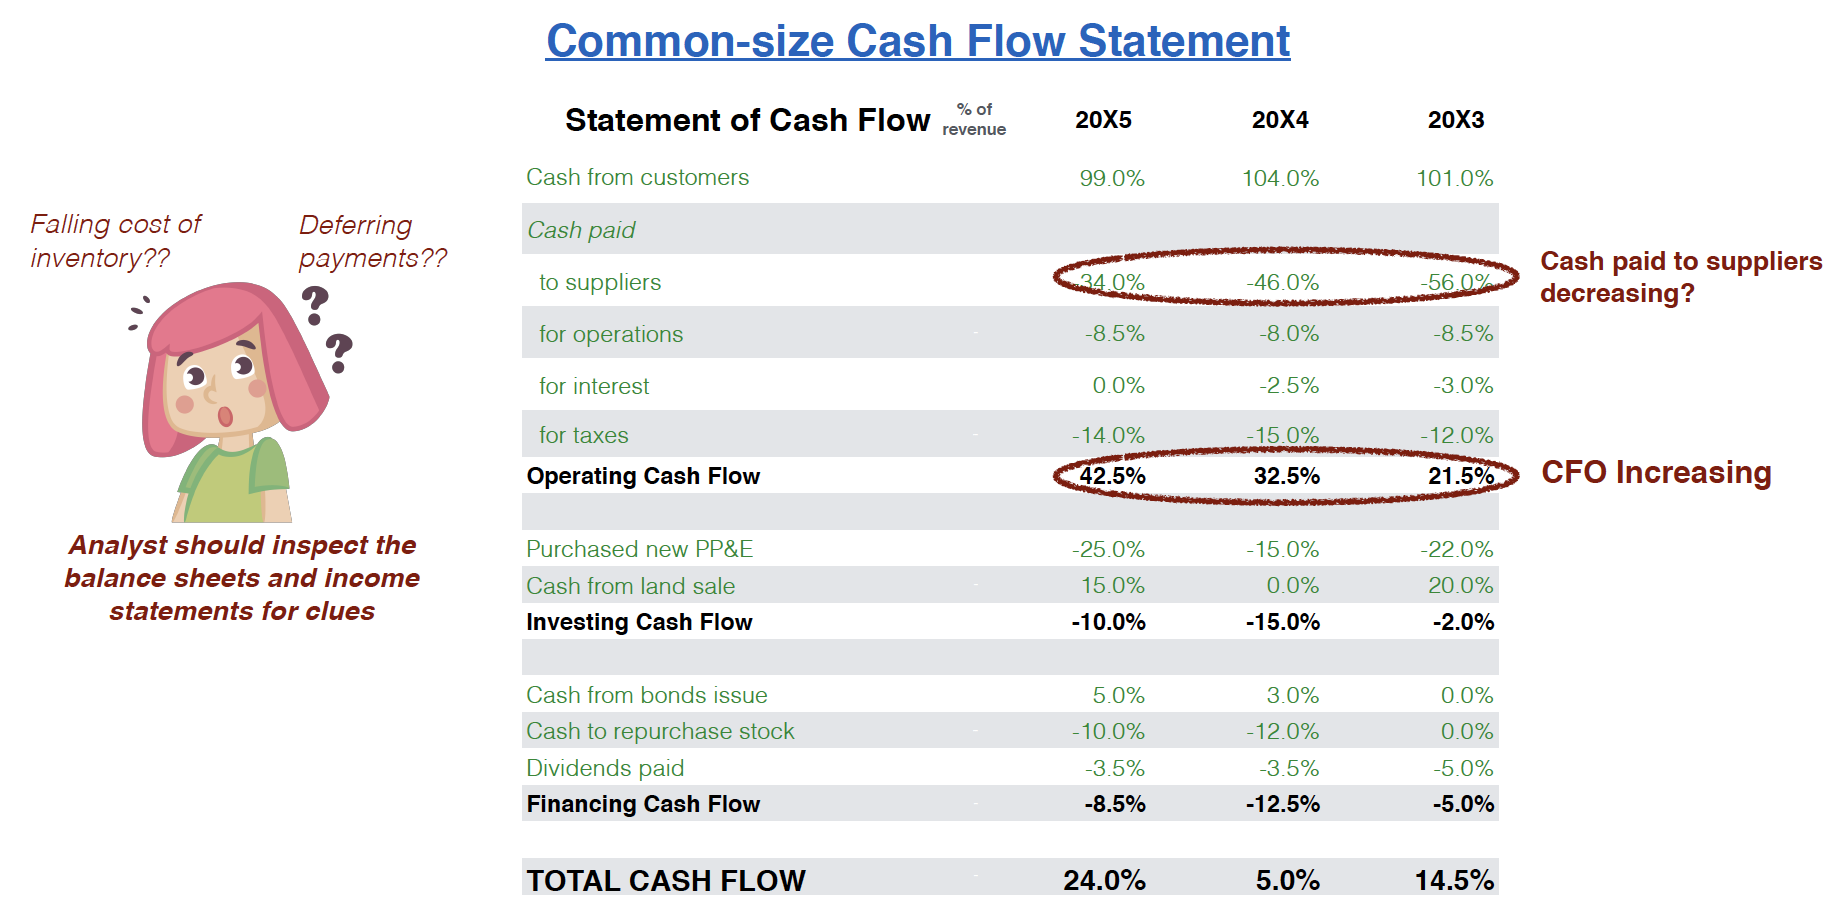 Common-size Cash Flow Statement
Statement of Cash Flow % of revenue 20X5 20X4 20X3
Cash from customers 99.0% 104.0% 101.0%
Falling cost of
inventory??
Deferring
payments??
Cash paid
to suppliers -34.0% -46.0% -56.0%
Cash paid to suppliers
decreasing?
for operations - -8.5% -8.0% -8.5%
for interest 0.0% -2.5% -3.0%
for taxes - -14.0% -15.0% -12.0%
Operating Cash Flow 42.5% 32.5% 21.5%
CFO Increasing
? ?
Analyst should inspect the
balance sheets and income
statements for clues
Purchased new PP&E -25.0% -15.0% -22.0%
Cash from land sale - 15.0% 0.0% 20.0%
Investing Cash Flow -10.0% -15.0% -2.0%
Cash from bonds issue 5.0% 3.0% 0.0%
Cash to repurchase stock - -10.0% -12.0% 0.0%
Dividends paid -3.5% -3.5% -5.0%
Financing Cash Flow - -8.5% -12.5% -5.0%
TOTAL CASH FLOW - 24.0% 5.0% 14.5%